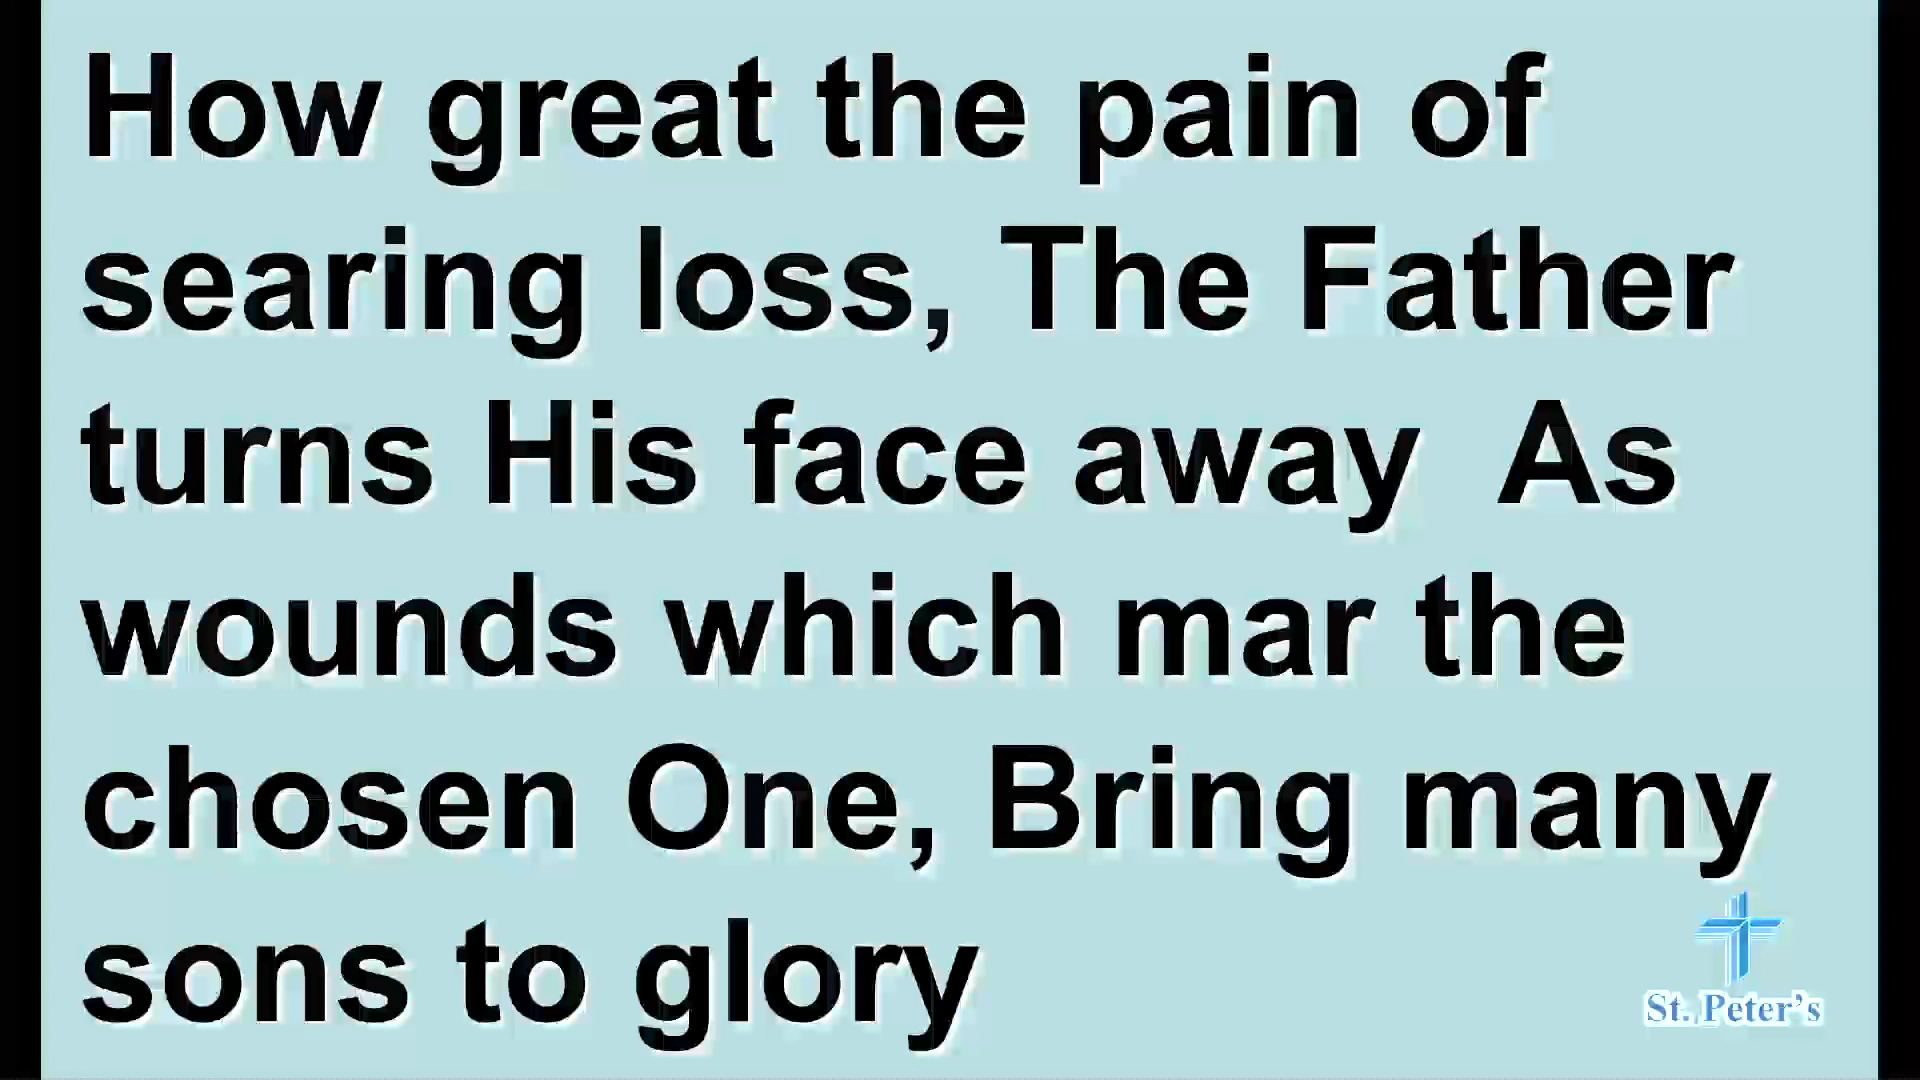 How great the pain of
searing loss, The Father
turns His face away  As
wounds which mar the
chosen One, Bring many
sons to glory
St. Peter's